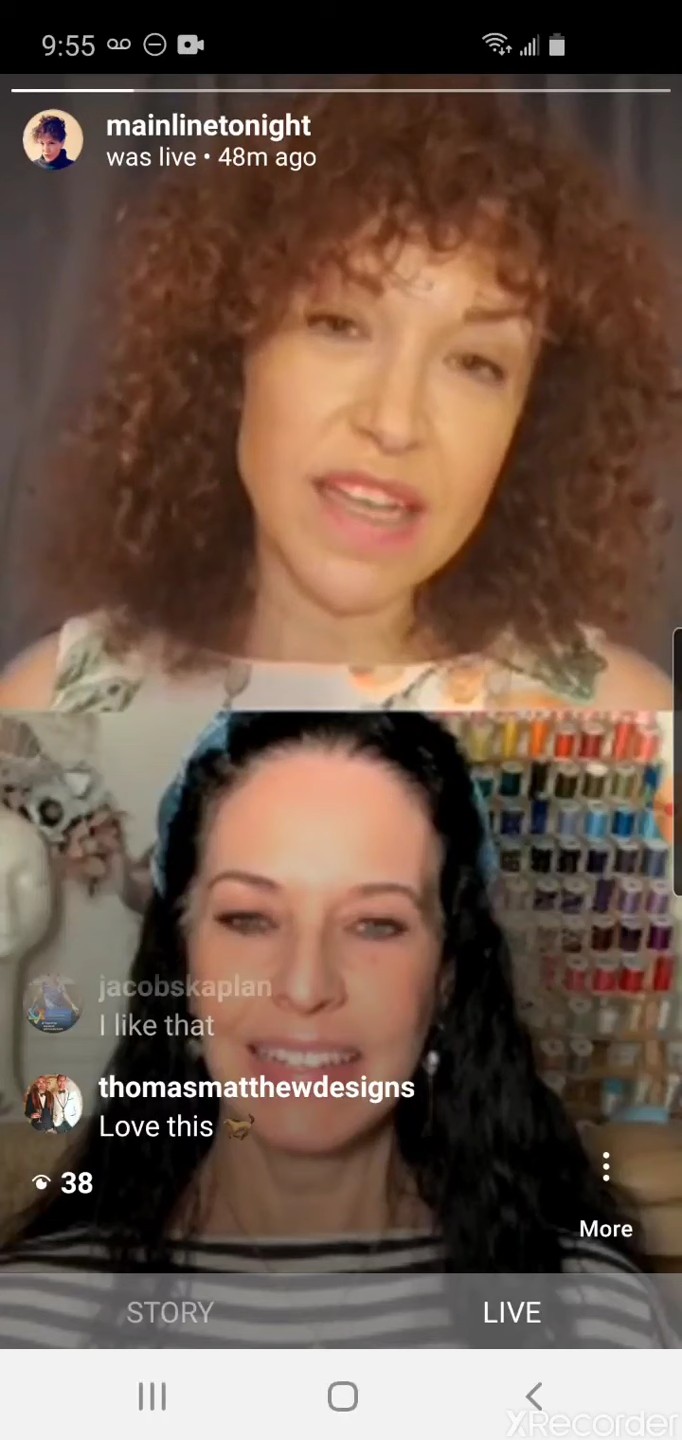 9:55
mainlinetonight
was live • 48m ago
jacobskaplan
I like that
thomasmatthewdesigns
Love this 🐎
38
More
STORY
LIVE
XRecorder